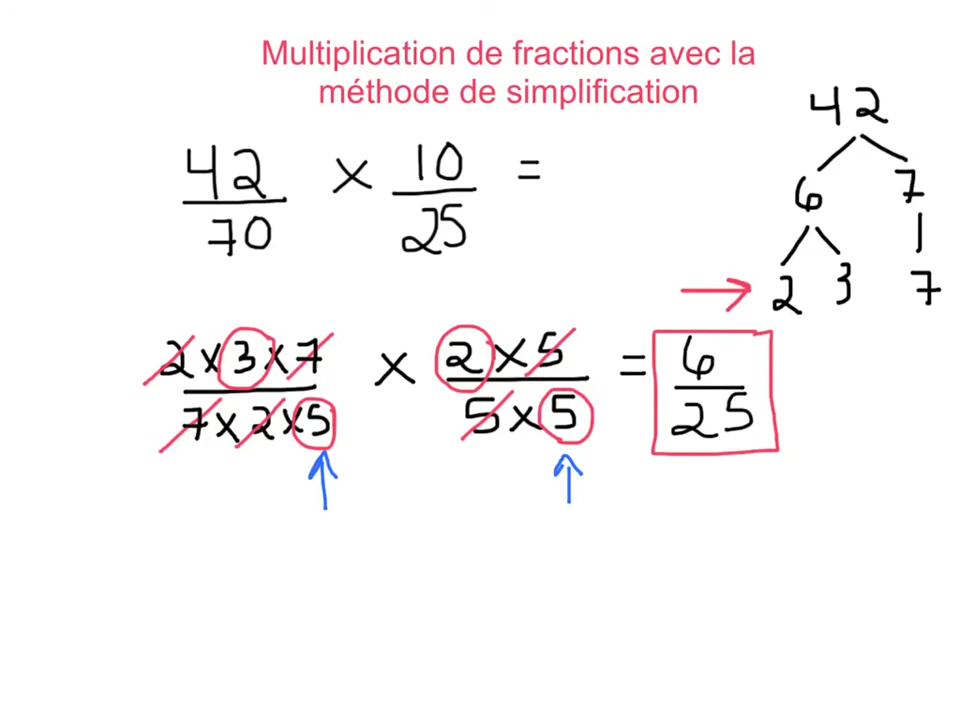 Multiplication de fractions avec la
méthode de simplification
42/70 × 10/25 =
42
6 7
2 3 7
2×3×7/7×2×5 × 2×5/5×5 = 6/25